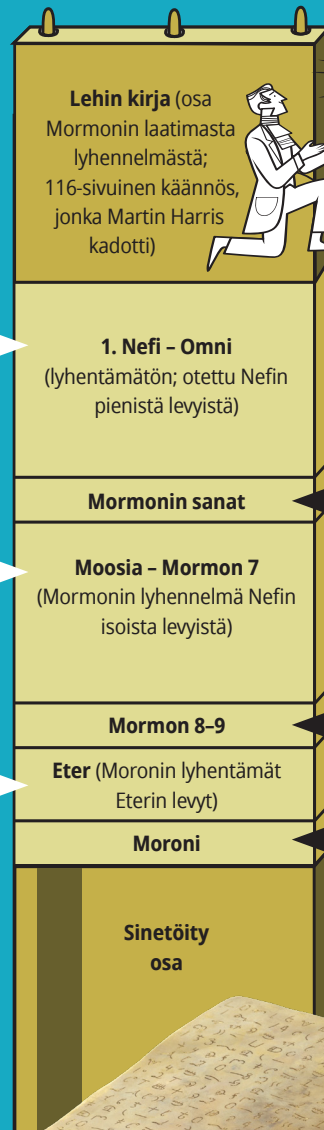 Lehin kirja (osa
Mormonin laatimasta
lyhennelmästä;
116-sivuinen käännös,
jonka Martin Harris
kadotti)
1. Nefi – Omni
(lyhentämätön; otettu Nefin
pienistä levyistä)
Mormonin sanat
Moosia – Mormon 7
(Mormonin lyhennelmä Nefin
isoista levyistä)
Mormon 8–9
Eter (Moronin lyhentämät
Eterin levyt)
Moroni
Sinetöity
osa